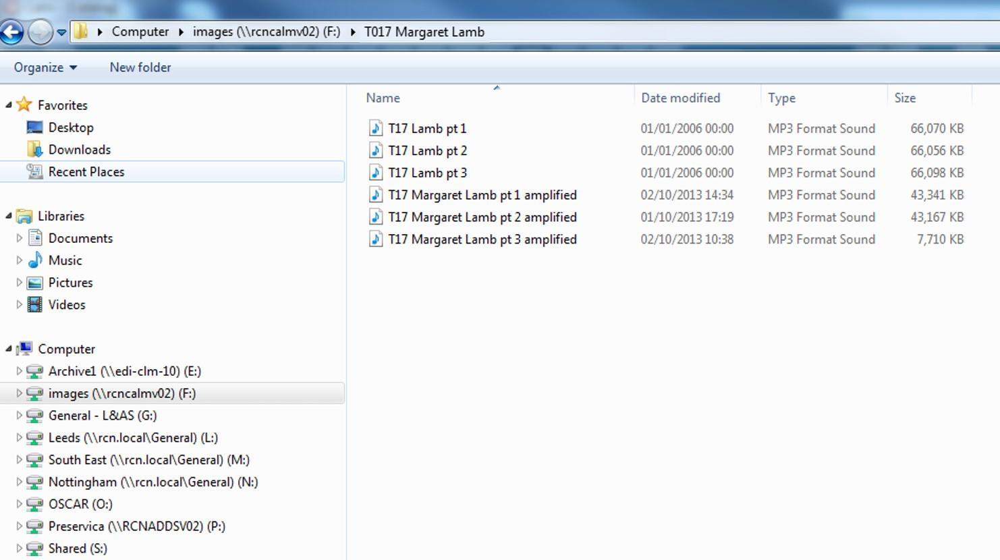 Computer images (\\rcncalmv02) (F:) T017 Margaret Lamb
Organize New folder
Favorites
Desktop
Downloads
Recent Places
Libraries
Documents
Music
Pictures
Videos
Computer
Archive1 (\\edi-clm-10) (E:)
images (\\rcncalmv02) (F:)
General - L&AS (G:)
Leeds (\\rcn.local\General) (L:)
South East (\\rcn.local\General) (M:)
Nottingham (\\rcn.local\General) (N:)
OSCAR (O:)
Preservica (\\RCNADDSV02) (P:)
Shared (S:)
Name Date modified Type Size
T17 Lamb pt 1 01/01/2006 00:00 MP3 Format Sound 66,070 KB
T17 Lamb pt 2 01/01/2006 00:00 MP3 Format Sound 66,056 KB
T17 Lamb pt 3 01/01/2006 00:00 MP3 Format Sound 66,098 KB
T17 Margaret Lamb pt 1 amplified 02/10/2013 14:34 MP3 Format Sound 43,341 KB
T17 Margaret Lamb pt 2 amplified 01/10/2013 17:19 MP3 Format Sound 43,167 KB
T17 Margaret Lamb pt 3 amplified 02/10/2013 10:38 MP3 Format Sound 7,710 KB